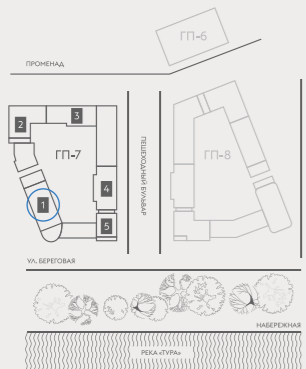 ГП-6
ПРОМЕНАД
2
3
ГП-7
ПЕШЕХОДНЫЙ БУЛЬВАР
ГП-8
1
4
5
УЛ. БЕРЕГОВАЯ
НАБЕРЕЖНАЯ
РЕКА «ТУРА»